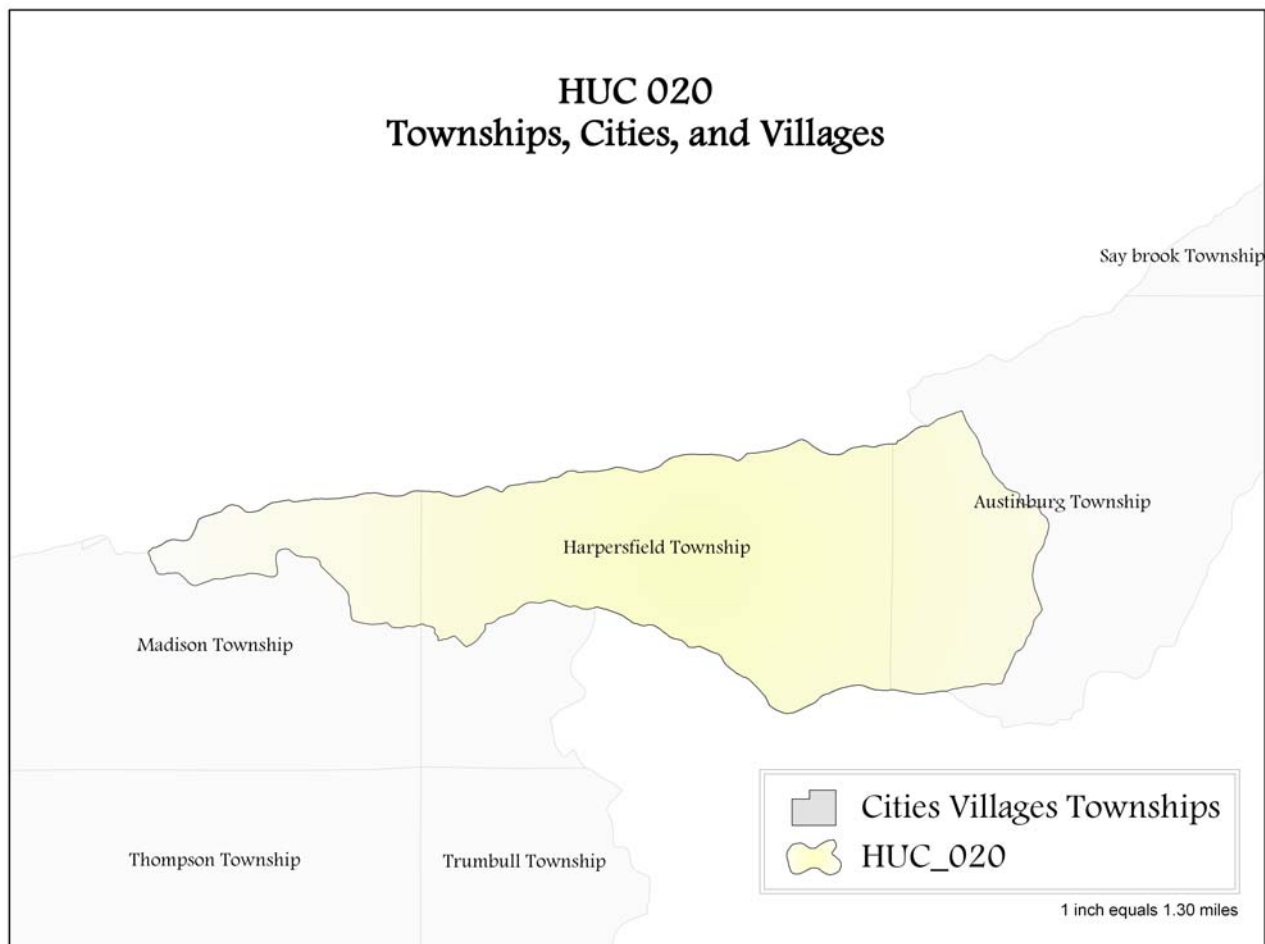 HUC 020
Townships, Cities, and Villages
Say brook Township
Austinburg Township
Harpersfield Township
Madison Township
Thompson Township
Trumbull Township
Cities Villages Townships
HUC_020
1 inch equals 1.30 miles